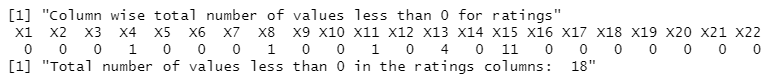 [1] "Column wise total number of values less than 0 for ratings"
X1 X2 X3 X4 X5 X6 X7 X8 X9 X10 X11 X12 X13 X14 X15 X16 X17 X18 X19 X20 X21 X22
0 0 0 1 0 0 0 1 0 0 1 0 4 0 11 0 0 0 0 0 0 0
[1] "Total number of values less than 0 in the ratings columns:  18"